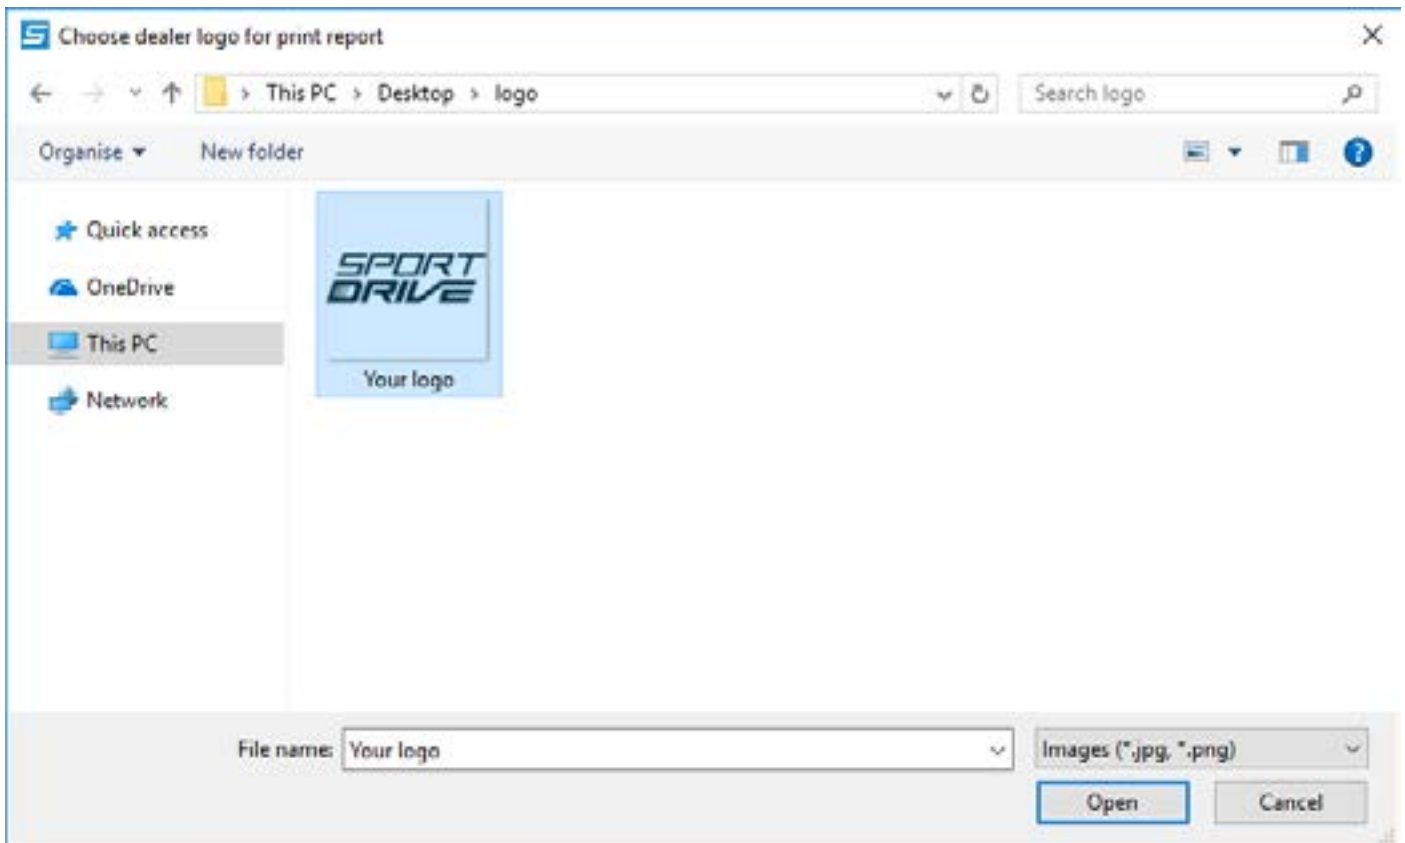 Choose dealer logo for print report
This PC > Desktop > logo
Search logo
Organise
New folder
Quick access
OneDrive
This PC
Network
SPORT
DRIVE
Your logo
File name: Your logo
Images (*.jpg, *.png)
Open
Cancel